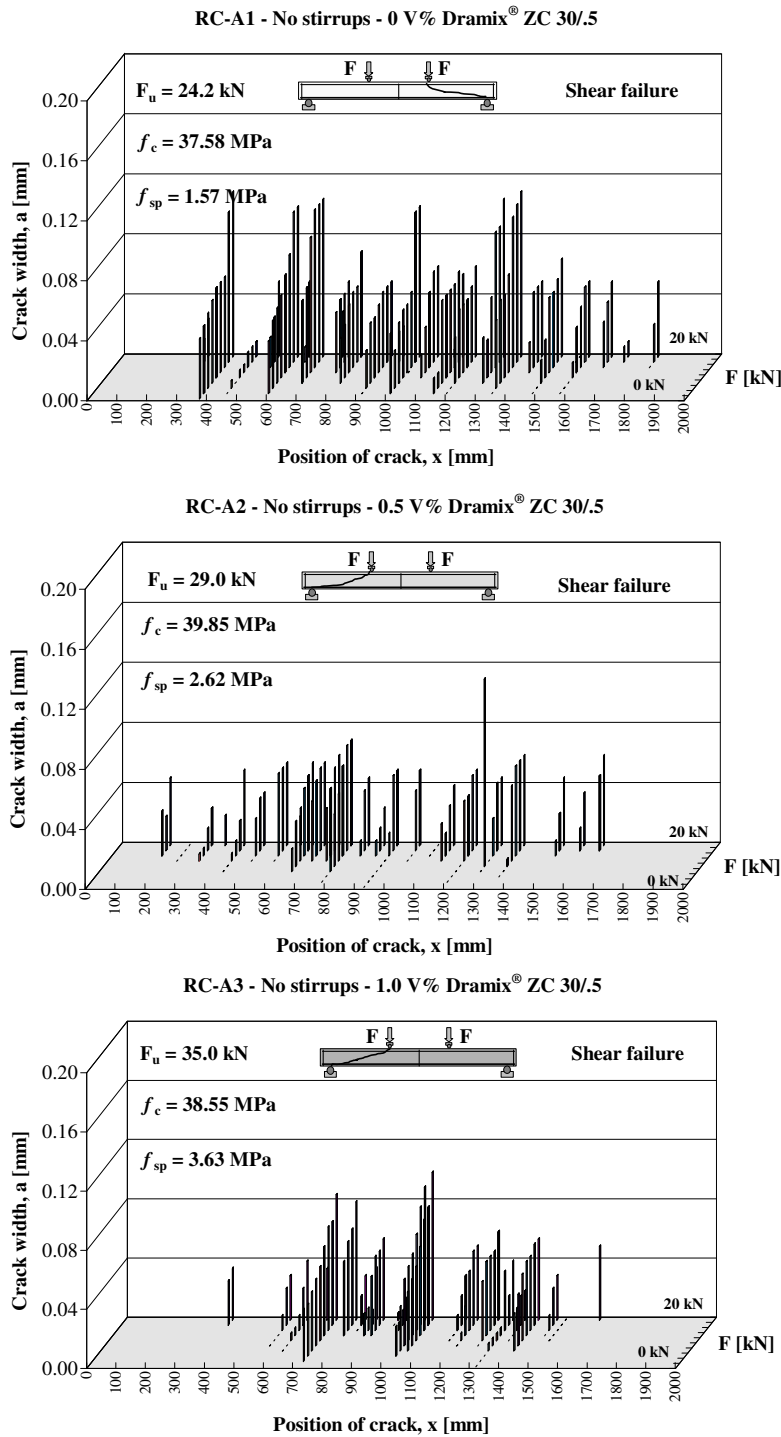 RC-A1 - No stirrups - 0 V% Dramix® ZC 30/.5
F F
Fu = 24.2 kN
Shear failure
fc = 37.58 MPa
fsp = 1.57 MPa
0.20
0.16
0.12
0.08
0.04
0.00
Crack width, a [mm]
20 kN
0 kN
F [kN]
0 100 200 300 400 500 600 700 800 900 1000 1100 1200 1300 1400 1500 1600 1700 1800 1900 2000
Position of crack, x [mm]
RC-A2 - No stirrups - 0.5 V% Dramix® ZC 30/.5
F F
Fu = 29.0 kN
Shear failure
fc = 39.85 MPa
fsp = 2.62 MPa
0.20
0.16
0.12
0.08
0.04
0.00
Crack width, a [mm]
20 kN
0 kN
F [kN]
0 100 200 300 400 500 600 700 800 900 1000 1100 1200 1300 1400 1500 1600 1700 1800 1900 2000
Position of crack, x [mm]
RC-A3 - No stirrups - 1.0 V% Dramix® ZC 30/.5
F F
Fu = 35.0 kN
Shear failure
fc = 38.55 MPa
fsp = 3.63 MPa
0.20
0.16
0.12
0.08
0.04
0.00
Crack width, a [mm]
20 kN
0 kN
F [kN]
0 100 200 300 400 500 600 700 800 900 1000 1100 1200 1300 1400 1500 1600 1700 1800 1900 2000
Position of crack, x [mm]